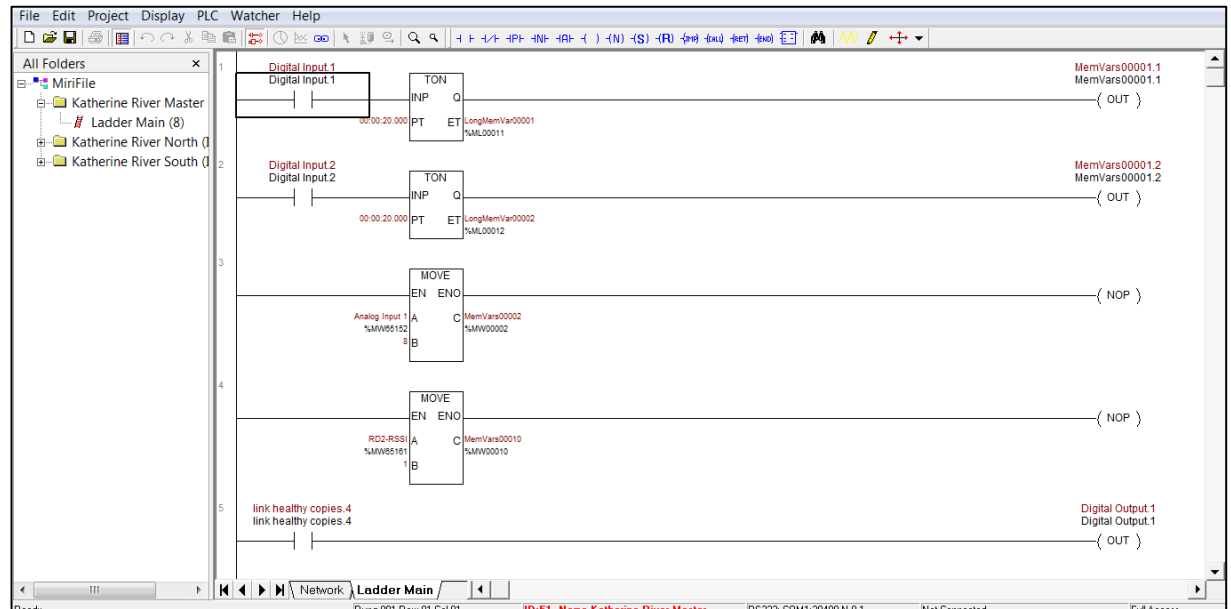 File Edit Project Display PLC Watcher Help
All Folders ×
MiriFile
Katherine River Master
Ladder Main (8)
Katherine River North (
Katherine River South (
1
Digital Input.1
Digital Input.1
TON
INP Q
00:00:20.000 PT ET LongMemVar00001
%ML00011
MemVars00001.1
MemVars00001.1
( OUT )
2
Digital Input.2
Digital Input.2
TON
INP Q
00:00:20.000 PT ET LongMemVar00002
%ML00012
MemVars00001.2
MemVars00001.2
( OUT )
3
MOVE
EN ENO
Analog Input 1 A C MemVars00002
%MW65152 %MW00002
8 B
( NOP )
4
MOVE
EN ENO
RD2-RSSI A C MemVars00010
%MW65161 %MW00010
1 B
( NOP )
5
link healthy copies.4
link healthy copies.4
Digital Output.1
Digital Output.1
( OUT )
Network Ladder Main